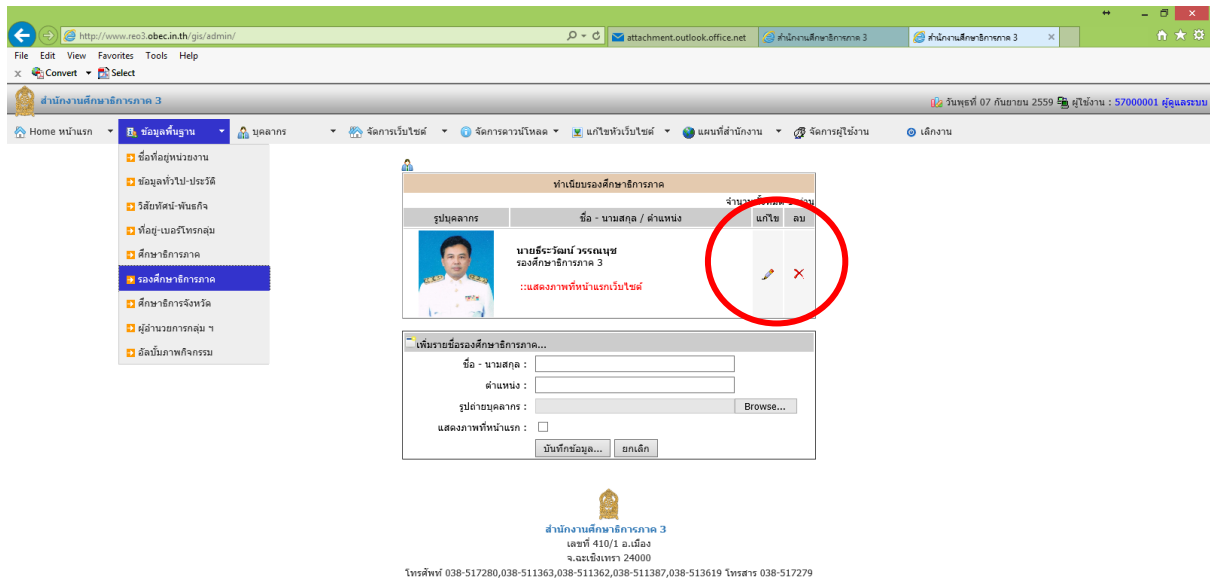 http://www.reo3.obec.in.th/gis/admin/
attachment.outlook.office.net
สำนักงานศึกษาธิการภาค 3
สำนักงานศึกษาธิการภาค 3
File Edit View Favorites Tools Help
x Convert Select
สำนักงานศึกษาธิการภาค 3
วันพุธที่ 07 กันยายน 2559 ผู้ใช้งาน : 57000001 ผู้ดูแลระบบ
Home หน้าแรก ข้อมูลพื้นฐาน บุคลากร จัดการเว็บไซต์ จัดการดาวน์โหลด แก้ไขหัวเว็บไซต์ แผนที่สำนักงาน จัดการผู้ใช้งาน เลิกงาน
ชื่อที่อยู่หน่วยงาน
ข้อมูลทั่วไป-ประวัติ
วิสัยทัศน์-พันธกิจ
ที่อยู่-เบอร์โทรกลุ่ม
ศึกษาธิการภาค
รองศึกษาธิการภาค
ศึกษาธิการจังหวัด
ผู้อำนวยการกลุ่ม ฯ
อัลบั้มภาพกิจกรรม
ทำเนียบรองศึกษาธิการภาค
รูปบุคลากร ชื่อ - นามสกุล / ตำแหน่ง แก้ไข ลบ
นายธีระวัฒน์ วรรณนุช
รองศึกษาธิการภาค 3
::แสดงภาพที่หน้าแรกเว็บไซต์
เพิ่มรายชื่อรองศึกษาธิการภาค...
ชื่อ - นามสกุล :
ตำแหน่ง :
รูปถ่ายบุคลากร : Browse...
แสดงภาพที่หน้าแรก :
บันทึกข้อมูล... ยกเลิก
สำนักงานศึกษาธิการภาค 3
เลขที่ 410/1 อ.เมือง
จ.ฉะเชิงเทรา 24000
โทรศัพท์ 038-517280,038-511363,038-511362,038-511387,038-513619 โทรสาร 038-517279